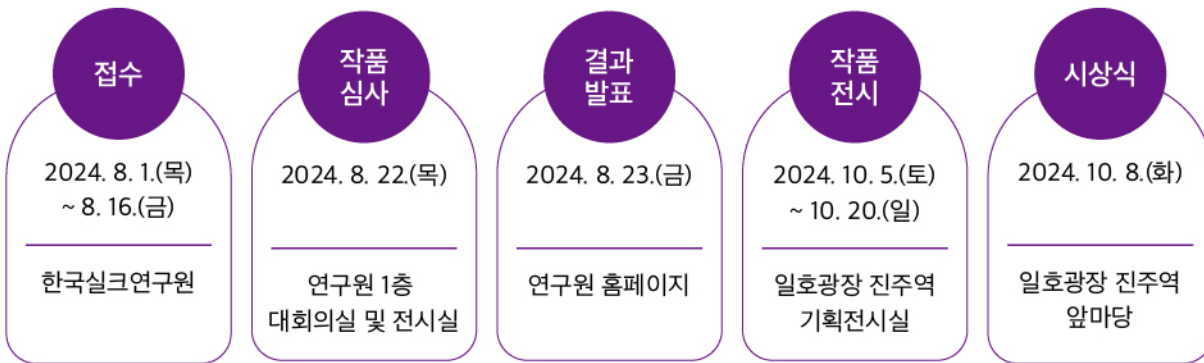 접수
2024. 8. 1.(목)
~ 8. 16.(금)
한국실크연구원
작품
심사
2024. 8. 22.(목)
연구원 1층
대회의실 및 전시실
결과
발표
2024. 8. 23.(금)
연구원 홈페이지
작품
전시
2024. 10. 5.(토)
~ 10. 20.(일)
일호광장 진주역
기획전시실
시상식
2024. 10. 8.(화)
일호광장 진주역
앞마당